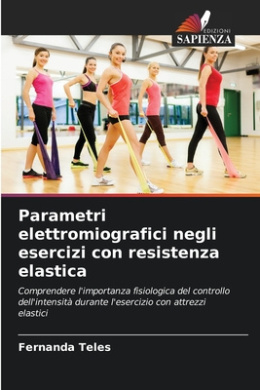 EDIZIONI
SAPIENZA
Parametri
elettromiografici negli
esercizi con resistenza
elastica
Comprendere l'importanza fisiologica del controllo
dell'intensità durante l'esercizio con attrezzi
elastici
Fernanda Teles